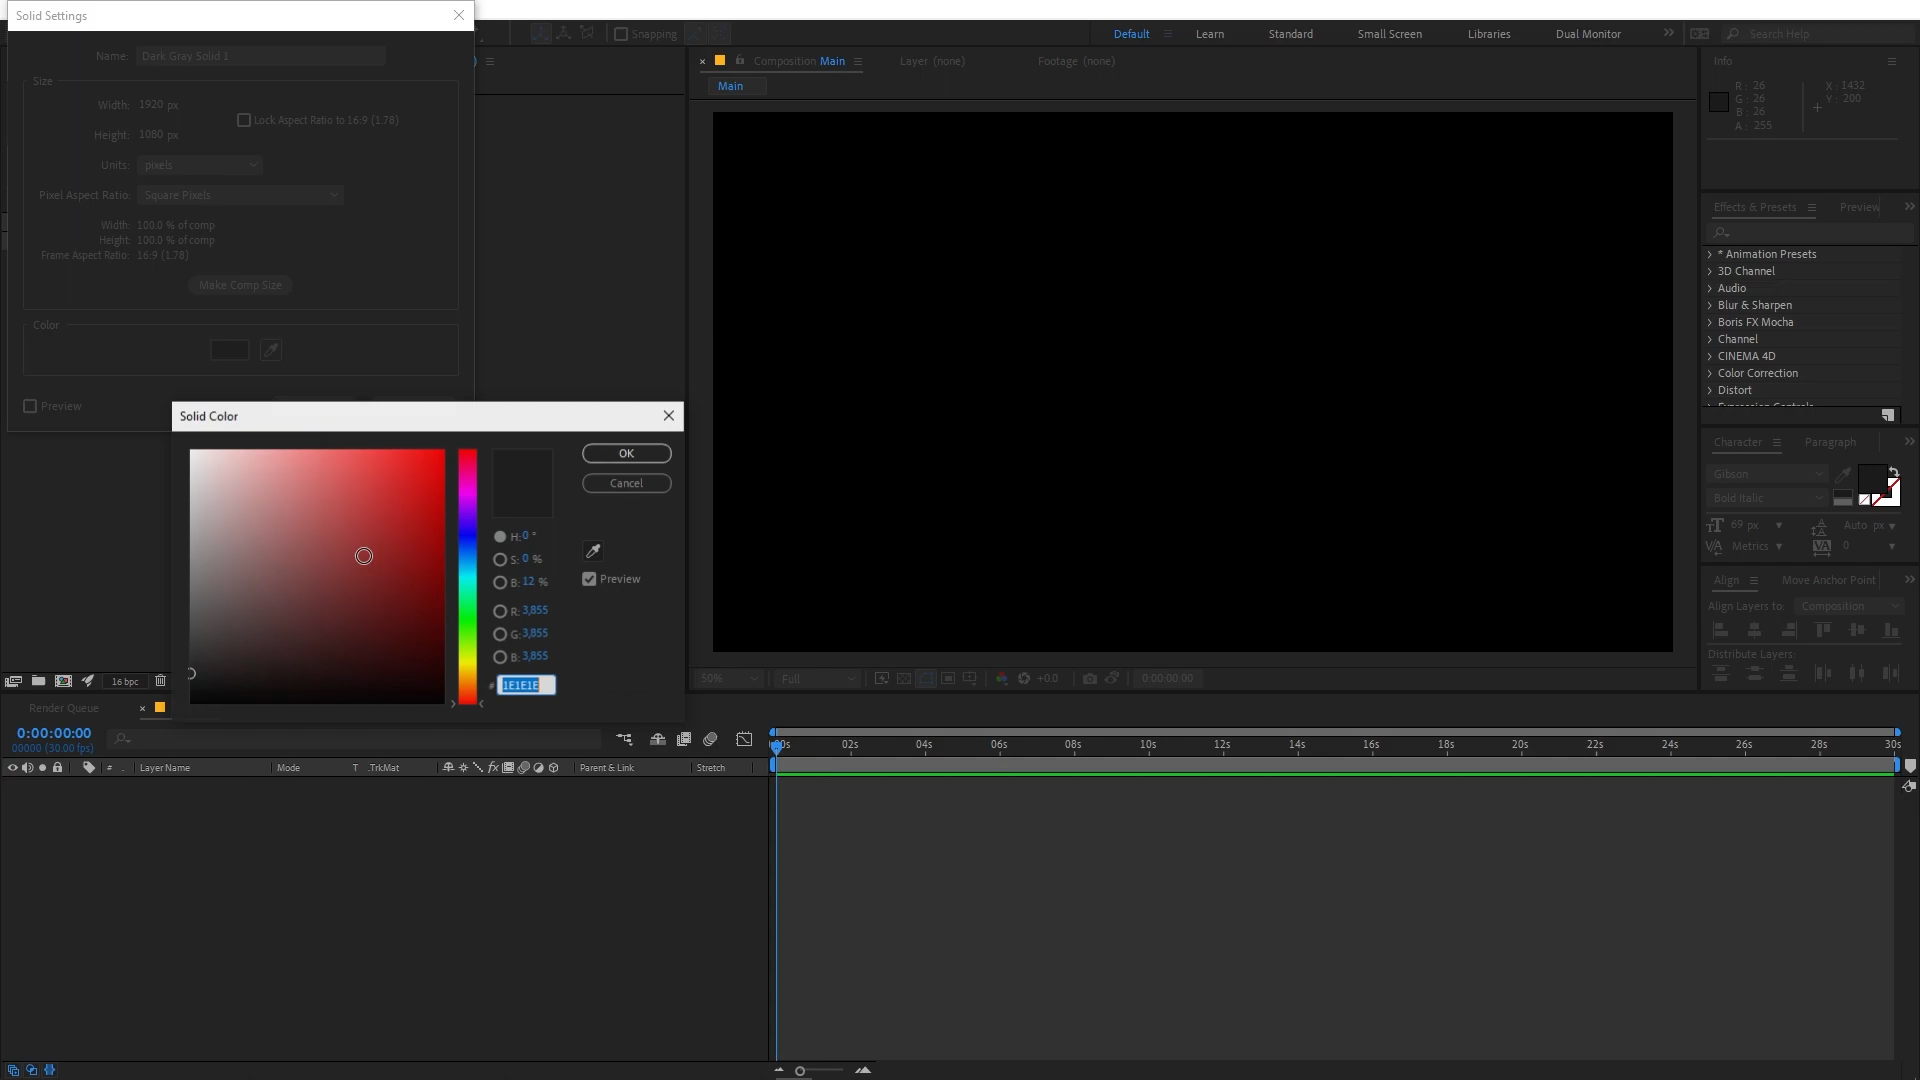 Solid Settings
Name: Dark Gray Solid 1
Size
Width: 1920 px
Lock Aspect Ratio to 16:9 (1.78)
Height: 1080 px
Units: pixels
Pixel Aspect Ratio: Square Pixels
Width: 100.0 % of comp
Height: 100.0 % of comp
Frame Aspect Ratio: 16:9 (1.78)
Make Comp Size
Color
Preview
Solid Color
OK
Cancel
H: 0 °
S: 0 %
B: 12 %
Preview
R: 3,855
G: 3,855
B: 3,855
# 1E1E1E
Snapping
Default
Learn
Standard
Small Screen
Libraries
Dual Monitor
Search Help
Composition Main
Layer (none)
Footage (none)
Main
Info
R: 26
G: 26
B: 26
A: 255
X: 1432
Y: 200
Effects & Presets
Preview
* Animation Presets
3D Channel
Audio
Blur & Sharpen
Boris FX Mocha
Channel
CINEMA 4D
Color Correction
Distort
Expression Controls
Character
Paragraph
Gibson
Bold Italic
69 px
Auto px
Metrics
0
Align
Move Anchor Point
Align Layers to: Composition
Distribute Layers:
50%
Full
+0.0
0:00:00:00
16 bpc
Render Queue
0:00:00:00
00000 (30.00 fps)
# .
Layer Name
Mode
T .TrkMat
fx
Parent & Link
Stretch
00s 02s 04s 06s 08s 10s 12s 14s 16s 18s 20s 22s 24s 26s 28s 30s